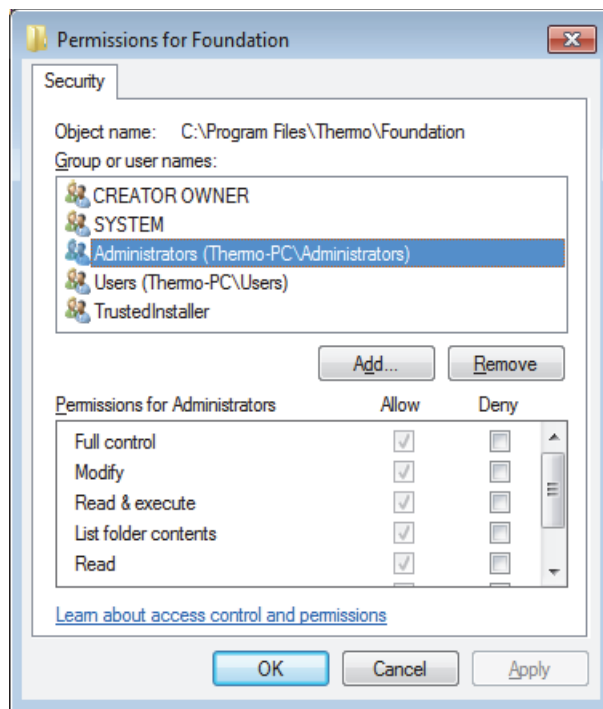 Permissions for Foundation
Security
Object name: C:\Program Files\Thermo\Foundation
Group or user names:
CREATOR OWNER
SYSTEM
Administrators (Thermo-PC\Administrators)
Users (Thermo-PC\Users)
TrustedInstaller
Add... Remove
Permissions for Administrators Allow Deny
Full control
Modify
Read & execute
List folder contents
Read
Learn about access control and permissions
OK Cancel Apply